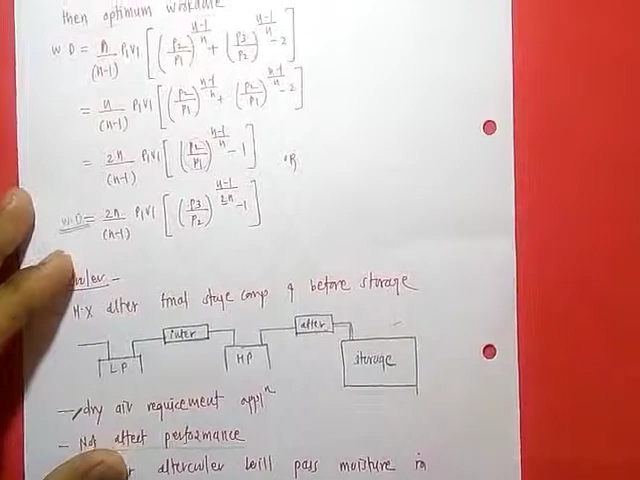 then optimum workdone
W D = n/(n-1) P1V1 [ (P2/P1)^(n-1/n) + (P3/P2)^(n-1/n) - 2 ]
= n/(n-1) P1V1 [ (P2/P1)^(n-1/n) + (P2/P1)^(n-1/n) - 2 ]
= 2n/(n-1) P1V1 [ (P2/P1)^(n-1/n) - 1 ] or
W.D = 2n/(n-1) P1V1 [ (P3/P2)^(n-1/2n) - 1 ]
H·X after final stage comp & before storage
inter after
LP HP storage
— dry air requirement applⁿ
- Not affect performance
aftercooler will pass moisture in